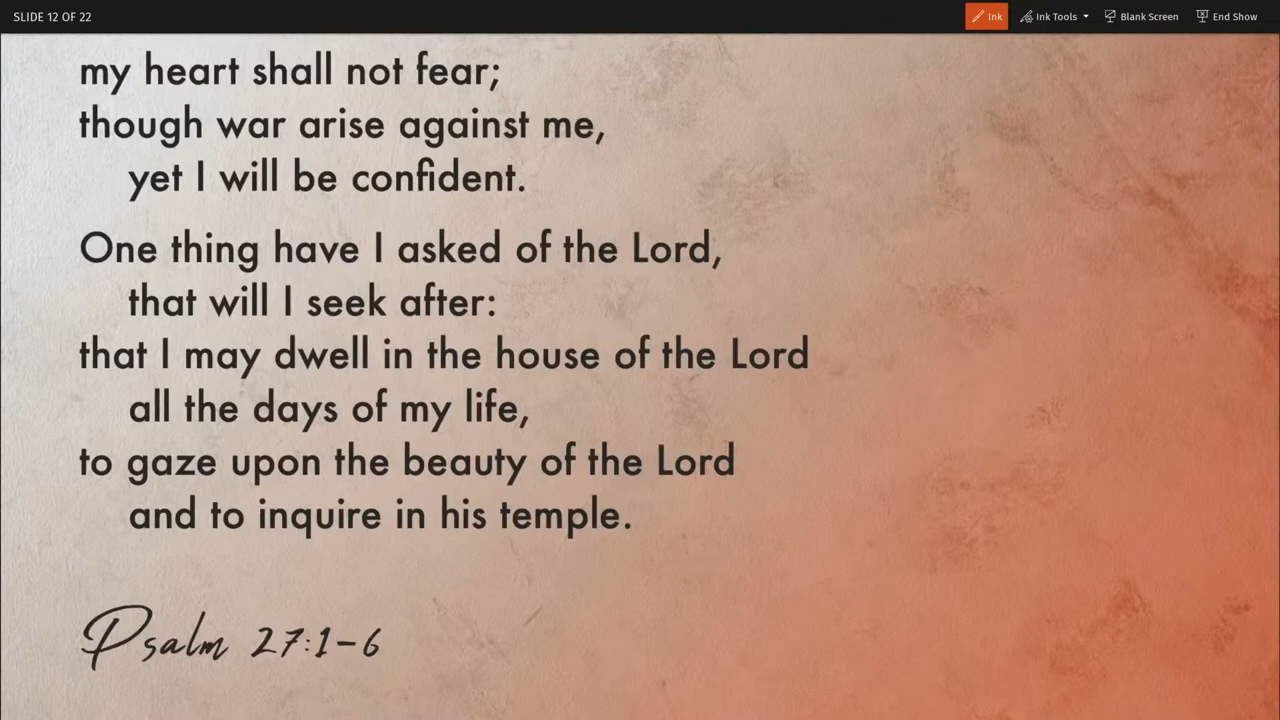 SLIDE 12 OF 22
Ink
Ink Tools
Blank Screen
End Show
my heart shall not fear;
though war arise against me,
yet I will be confident.
One thing have I asked of the Lord,
that will I seek after:
that I may dwell in the house of the Lord
all the days of my life,
to gaze upon the beauty of the Lord
and to inquire in his temple.
Psalm 27:1-6